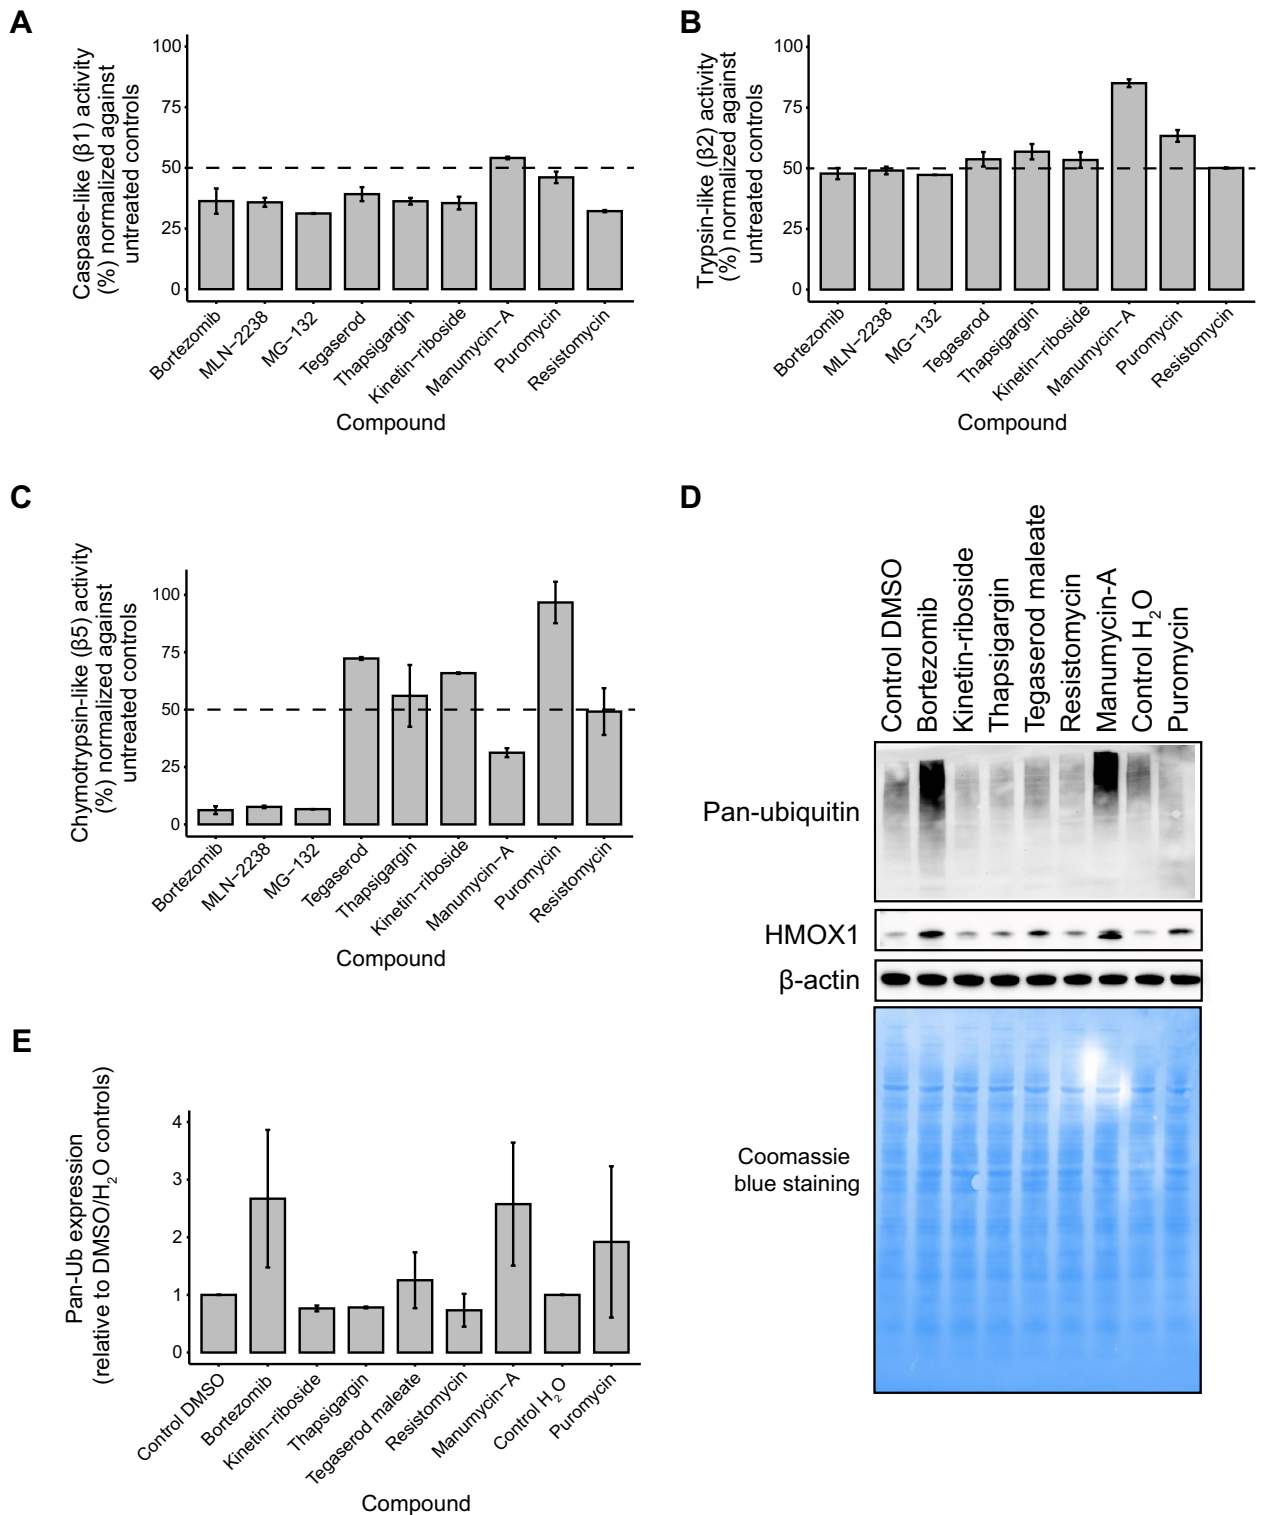 A
Caspase-like (β1) activity
(%) normalized against
untreated controls
100
75
50
25
0
Bortezomib
MLN−2238
MG−132
Tegaserod
Thapsigargin
Kinetin−riboside
Manumycin−A
Puromycin
Resistomycin
Compound
B
Trypsin-like (β2) activity
(%) normalized against
untreated controls
100
75
50
25
0
Bortezomib
MLN−2238
MG−132
Tegaserod
Thapsigargin
Kinetin−riboside
Manumycin−A
Puromycin
Resistomycin
Compound
C
Chymotrypsin-like (β5) activity
(%) normalized against
untreated controls
100
75
50
25
0
Bortezomib
MLN−2238
MG−132
Tegaserod
Thapsigargin
Kinetin−riboside
Manumycin−A
Puromycin
Resistomycin
Compound
D
Control DMSO
Bortezomib
Kinetin-riboside
Thapsigargin
Tegaserod maleate
Resistomycin
Manumycin-A
Control H₂O
Puromycin
Pan-ubiquitin
HMOX1
β-actin
Coomassie
blue staining
E
Pan-Ub expression
(relative to DMSO/H₂O controls)
4
3
2
1
0
Control DMSO
Bortezomib
Kinetin−riboside
Thapsigargin
Tegaserod maleate
Resistomycin
Manumycin−A
Control H₂O
Puromycin
Compound